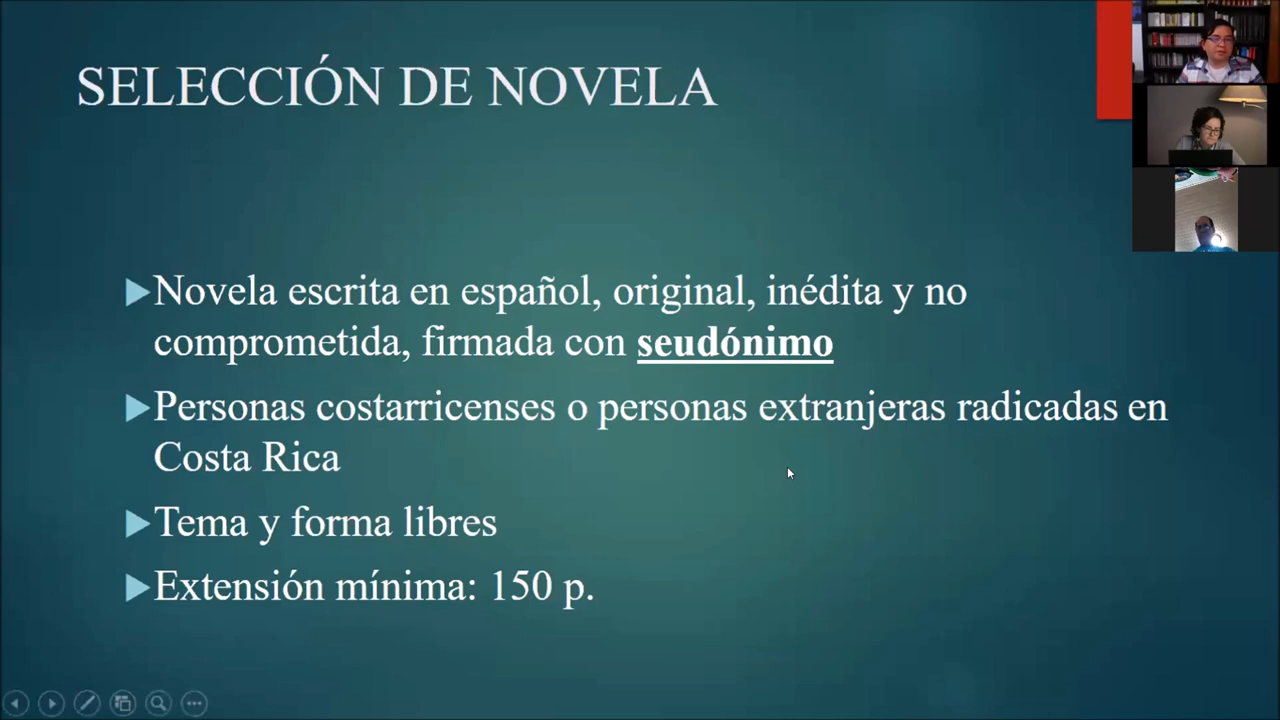 SELECCIÓN DE NOVELA
Novela escrita en español, original, inédita y no
comprometida, firmada con seudónimo
Personas costarricenses o personas extranjeras radicadas en
Costa Rica
Tema y forma libres
Extensión mínima: 150 p.